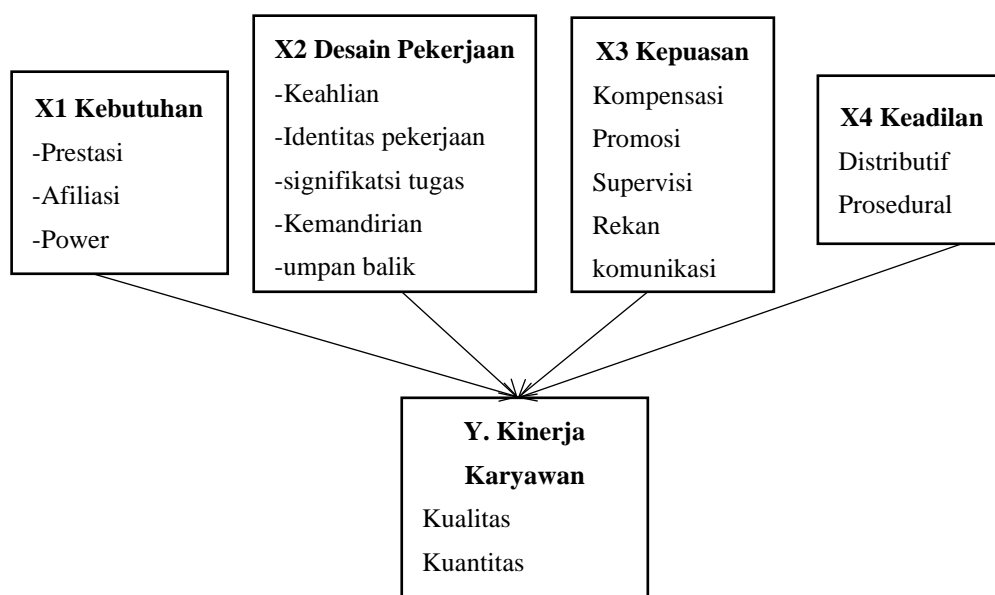 X1 Kebutuhan
-Prestasi
-Afiliasi
-Power
X2 Desain Pekerjaan
-Keahlian
-Identitas pekerjaan
-signifikatsi tugas
-Kemandirian
-umpan balik
X3 Kepuasan
Kompensasi
Promosi
Supervisi
Rekan
komunikasi
X4 Keadilan
Distributif
Prosedural
Y. Kinerja
Karyawan
Kualitas
Kuantitas